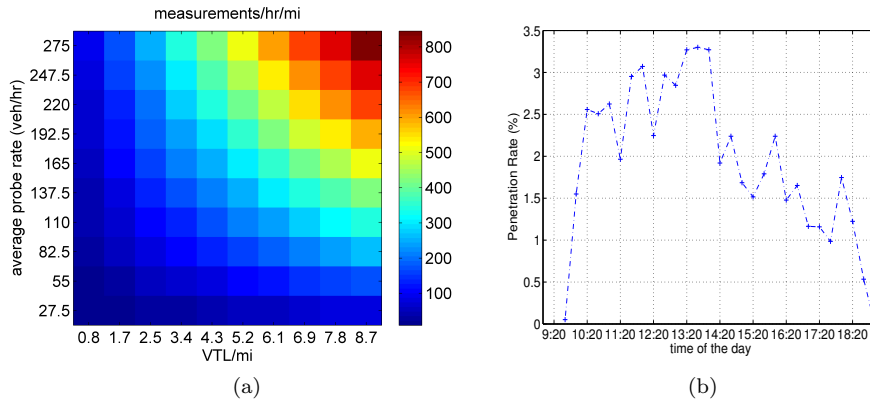 measurements/hr/mi
average probe rate (veh/hr)
275
247.5
220
192.5
165
137.5
110
82.5
55
27.5
0.8 1.7 2.5 3.4 4.3 5.2 6.1 6.9 7.8 8.7
VTL/mi
800
700
600
500
400
300
200
100
(a)
Penetration Rate (%)
3.5
3
2.5
2
1.5
1
0.5
0
9:20 10:20 11:20 12:20 13:20 14:20 15:20 16:20 17:20 18:20
time of the day
(b)